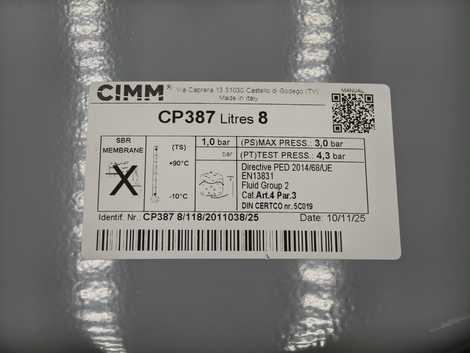 CIMM® Via Caprera 13 31030 Castello di Godego (TV)
Made in Italy
MANUAL
CP387 Litres 8
SBR
MEMBRANE
(TS)
+90°C
-10°C
1,0 bar
(PS)MAX PRESS.: 3,0 bar
(PT)TEST PRESS.: 4,3 bar
Directive PED 2014/68/UE
EN13831
Fluid Group 2
Cat.Art.4 Par.3
DIN CERTCO nr. 5C019
Identif. Nr.: CP387 8/118/2011038/25
Date: 10/11/25